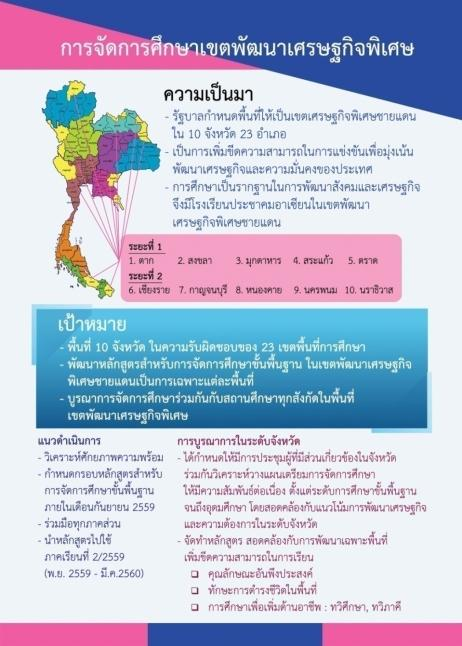 การจัดการศึกษาเขตพัฒนาเศรษฐกิจพิเศษ
ความเป็นมา
- รัฐบาลกำหนดพื้นที่ให้เป็นเขตเศรษฐกิจพิเศษชายแดน
ใน 10 จังหวัด 23 อำเภอ
- เป็นการเพิ่มขีดความสามารถในการแข่งขันเพื่อมุ่งเน้น
พัฒนาเศรษฐกิจและความมั่นคงของประเทศ
- การศึกษาเป็นรากฐานในการพัฒนาสังคมและเศรษฐกิจ
จึงมีโรงเรียนประชาคมอาเซียนในเขตพัฒนา
เศรษฐกิจพิเศษชายแดน
ระยะที่ 1
1. ตาก 2. สงขลา 3. มุกดาหาร 4. สระแก้ว 5. ตราด
ระยะที่ 2
6. เชียงราย 7. กาญจนบุรี 8. หนองคาย 9. นครพนม 10. นราธิวาส
เป้าหมาย
- พื้นที่ 10 จังหวัด ในความรับผิดชอบของ 23 เขตพื้นที่การศึกษา
- พัฒนาหลักสูตรสำหรับการจัดการศึกษาขั้นพื้นฐาน ในเขตพัฒนาเศรษฐกิจ
พิเศษชายแดนเป็นการเฉพาะแต่ละพื้นที่
- บูรณาการจัดการศึกษาร่วมกันกับสถานศึกษาทุกสังกัดในพื้นที่
เขตพัฒนาเศรษฐกิจพิเศษ
แนวดำเนินการ
- วิเคราะห์ศักยภาพความพร้อม
- กำหนดกรอบหลักสูตรสำหรับ
การจัดการศึกษาขั้นพื้นฐาน
ภายในเดือนกันยายน 2559
- ร่วมมือทุกภาคส่วน
- นำหลักสูตรไปใช้
ภาคเรียนที่ 2/2559
(พ.ย. 2559 - มี.ค.2560)
การบูรณาการในระดับจังหวัด
- ได้กำหนดให้มีการประชุมผู้ที่มีส่วนเกี่ยวข้องในจังหวัด
ร่วมกันวิเคราะห์วางแผนเตรียมการจัดการศึกษา
ให้มีความสัมพันธ์ต่อเนื่อง ตั้งแต่ระดับการศึกษาขั้นพื้นฐาน
จนถึงอุดมศึกษา โดยสอดคล้องกับแนวโน้มการพัฒนาเศรษฐกิจ
และความต้องการในระดับจังหวัด
- จัดทำหลักสูตร สอดคล้องกับการพัฒนาเฉพาะพื้นที่
เพิ่มขีดความสามารถในการเรียน
❑ คุณลักษณะอันพึงประสงค์
❑ ทักษะการดำรงชีวิตในพื้นที่
❑ การศึกษาเพื่อเพิ่มด้านอาชีพ : ทวิศึกษา, ทวิภาคี